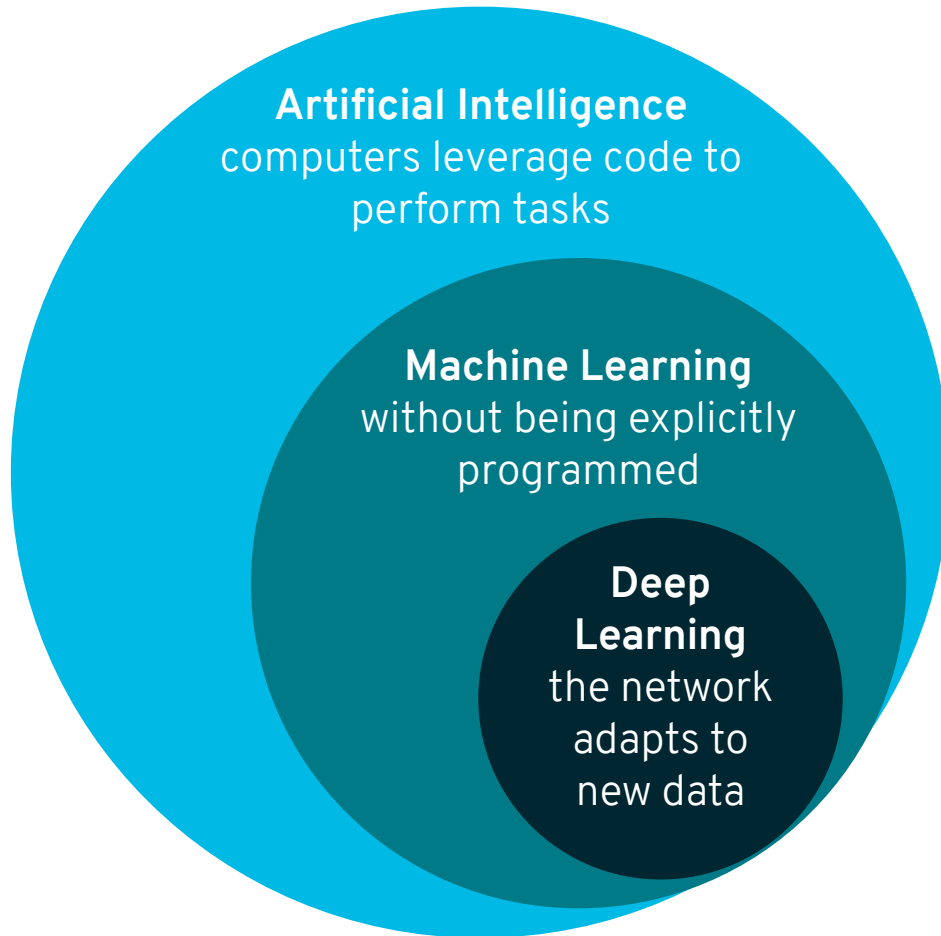 Artificial Intelligence
computers leverage code to
perform tasks
Machine Learning
without being explicitly
programmed
Deep
Learning
the network
adapts to
new data